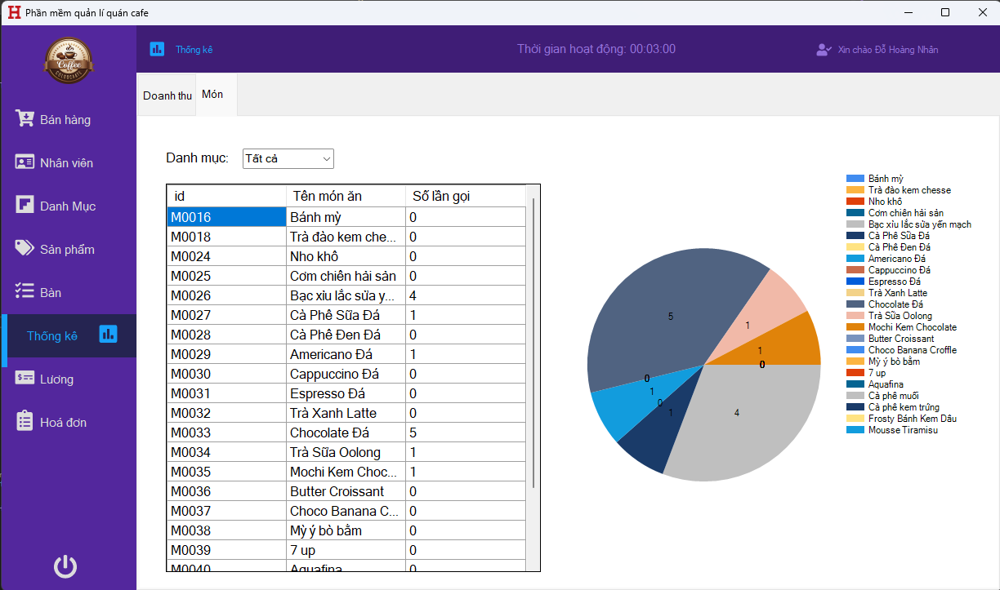 Phần mềm quản lí quán cafe
Coffee
Thống kê
Thời gian hoạt động: 00:03:00
Xin chào Đỗ Hoàng Nhân
Bán hàng
Nhân viên
Danh Mục
Sản phẩm
Bàn
Thống kê
Lương
Hoá đơn
Doanh thu
Món
Danh mục: Tất cả
id Tên món ăn Số lần gọi
M0016 Bánh mỳ 0
M0018 Trà đào kem che... 0
M0024 Nho khô 0
M0025 Cơm chiên hải sản 0
M0026 Bạc xỉu lắc sữa y... 4
M0027 Cà Phê Sữa Đá 1
M0028 Cà Phê Đen Đá 0
M0029 Americano Đá 1
M0030 Cappuccino Đá 0
M0031 Espresso Đá 0
M0032 Trà Xanh Latte 0
M0033 Chocolate Đá 5
M0034 Trà Sữa Oolong 1
M0035 Mochi Kem Choc... 1
M0036 Butter Croissant 0
M0037 Choco Banana C... 0
M0038 Mỳ ý bò bằm 0
M0039 7 up 0
M0040 Aquafina 0
5
1
1
0
0
1
0
1
4
Bánh mỳ
Trà đào kem chesse
Nho khô
Cơm chiên hải sản
Bạc xỉu lắc sữa yến mạch
Cà Phê Sữa Đá
Cà Phê Đen Đá
Americano Đá
Cappuccino Đá
Espresso Đá
Trà Xanh Latte
Chocolate Đá
Trà Sữa Oolong
Mochi Kem Chocolate
Butter Croissant
Choco Banana Croffle
Mỳ ý bò bằm
7 up
Aquafina
Cà phê muối
Cà phê kem trứng
Frosty Bánh Kem Dâu
Mousse Tiramisu